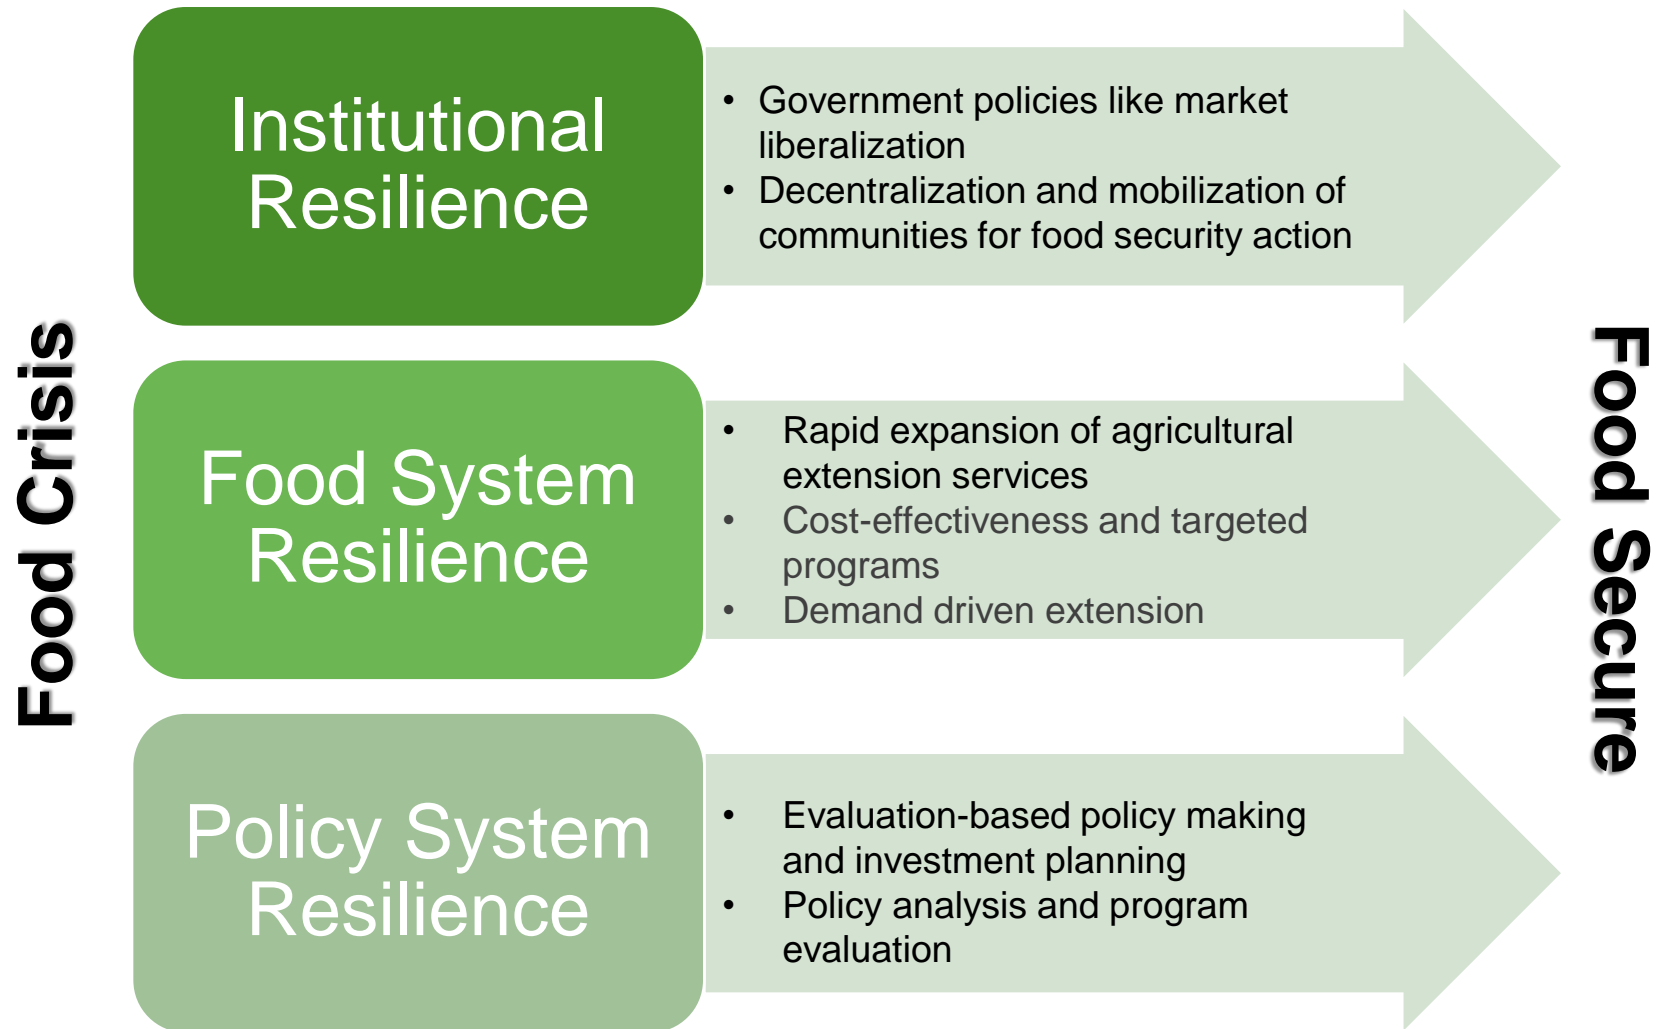 Food Crisis
Institutional
Resilience
• Government policies like market
liberalization
• Decentralization and mobilization of
communities for food security action
Food System
Resilience
• Rapid expansion of agricultural
extension services
• Cost-effectiveness and targeted
programs
• Demand driven extension
Policy System
Resilience
• Evaluation-based policy making
and investment planning
• Policy analysis and program
evaluation
Food Secure